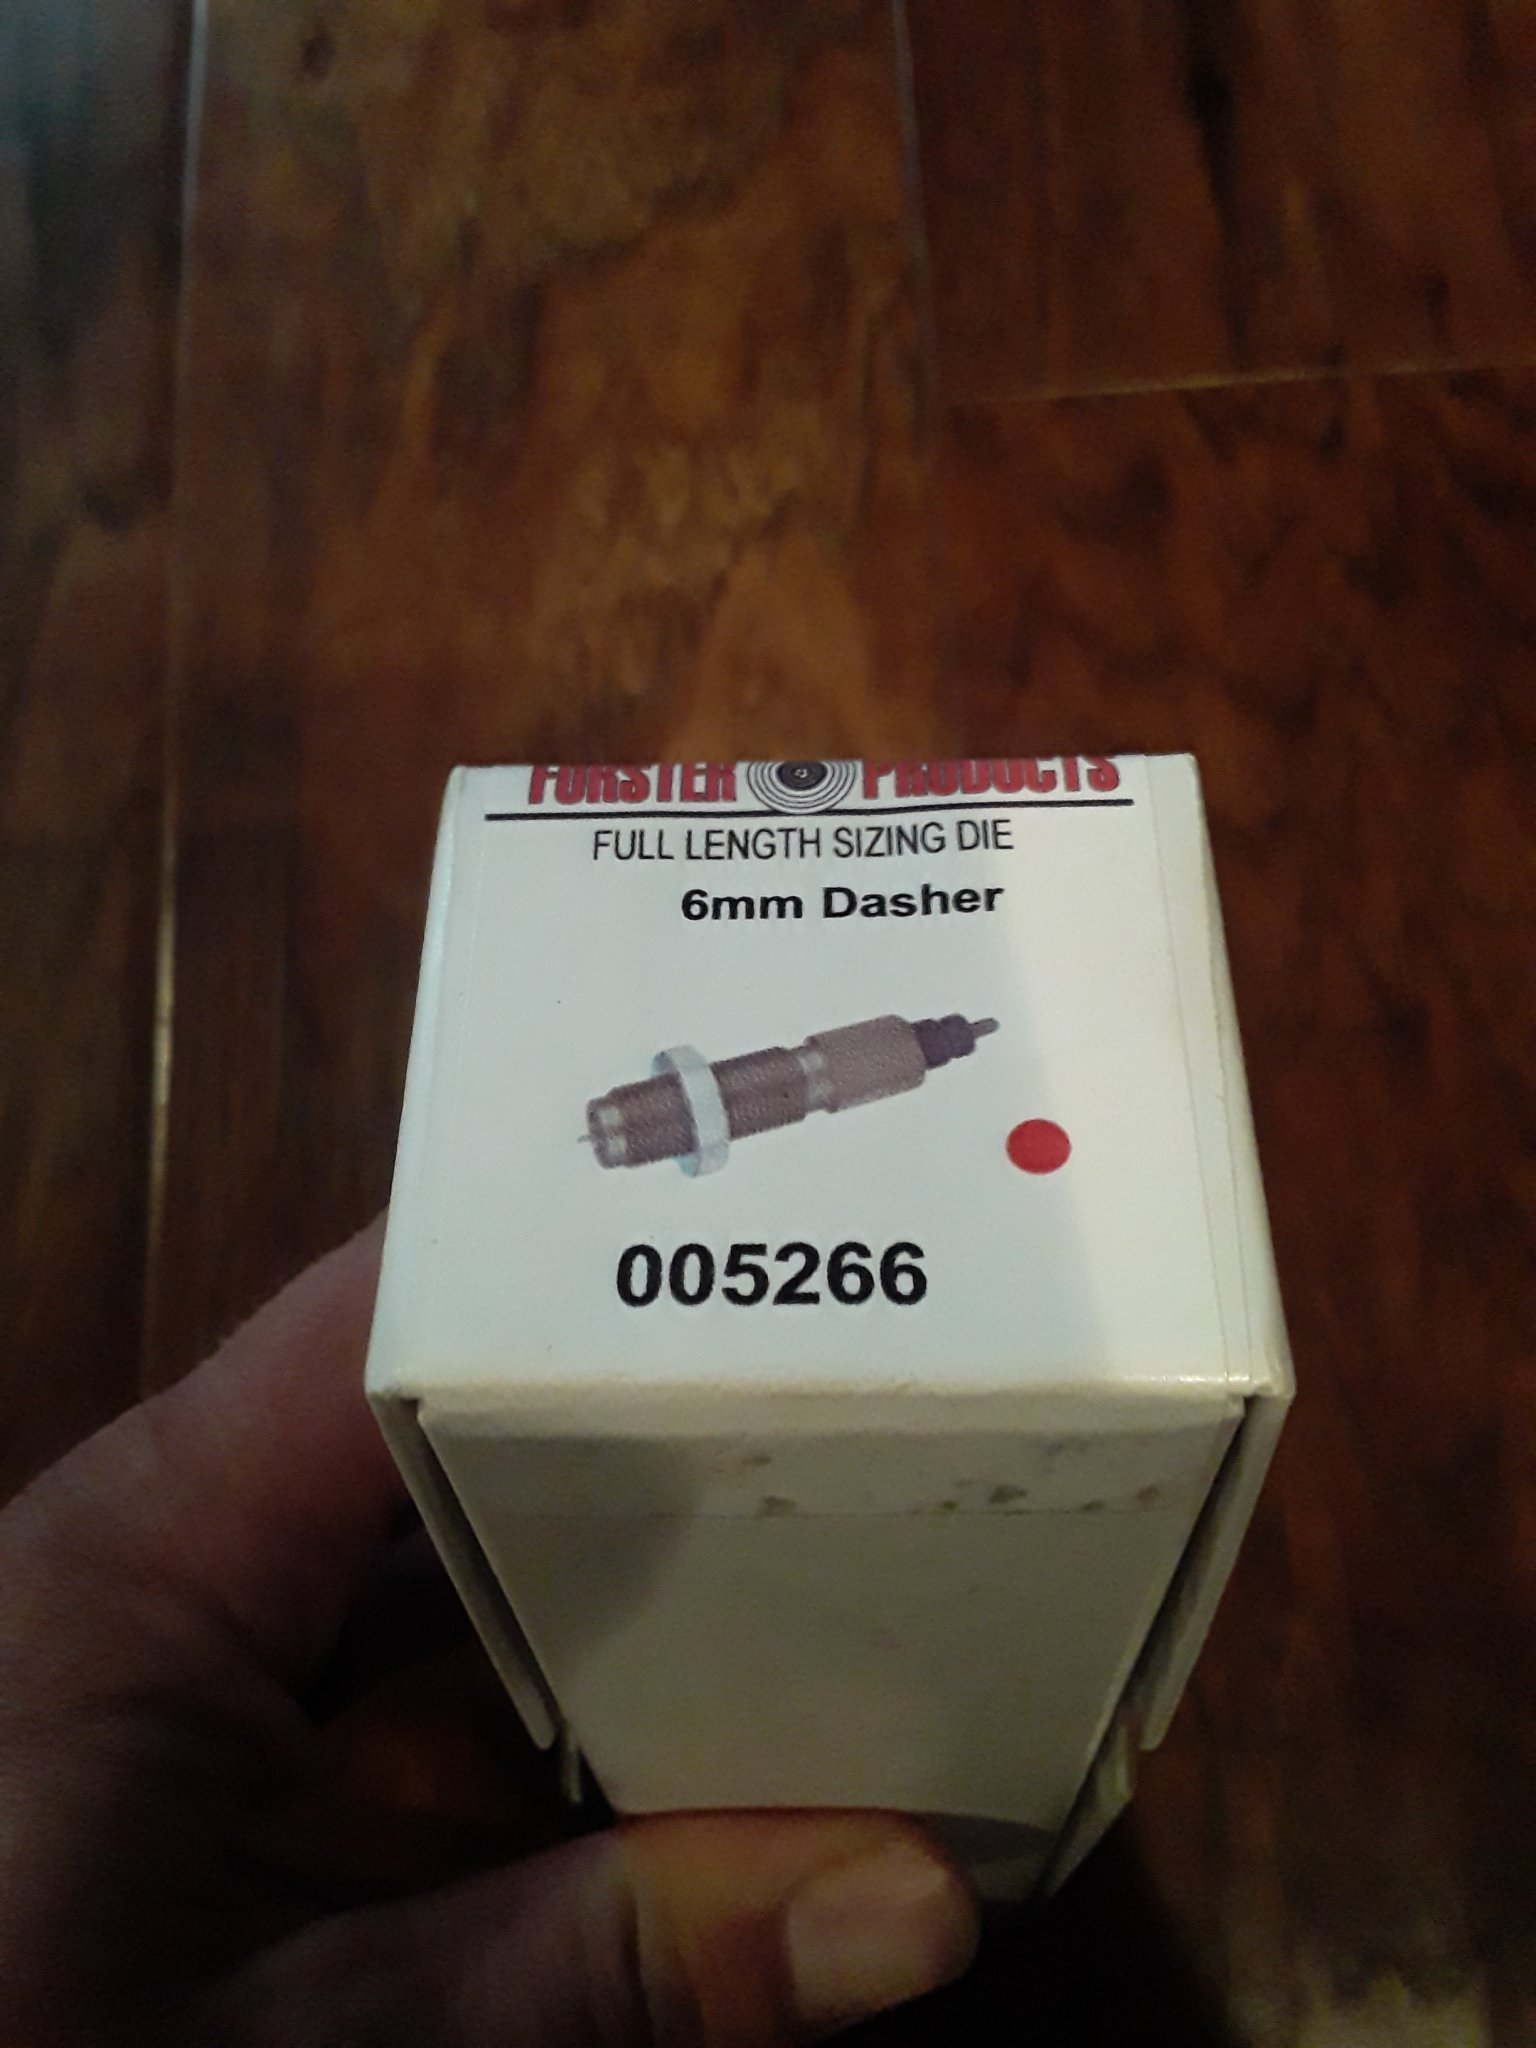 FORSTER PRODUCTS
FULL LENGTH SIZING DIE
6mm Dasher
005266